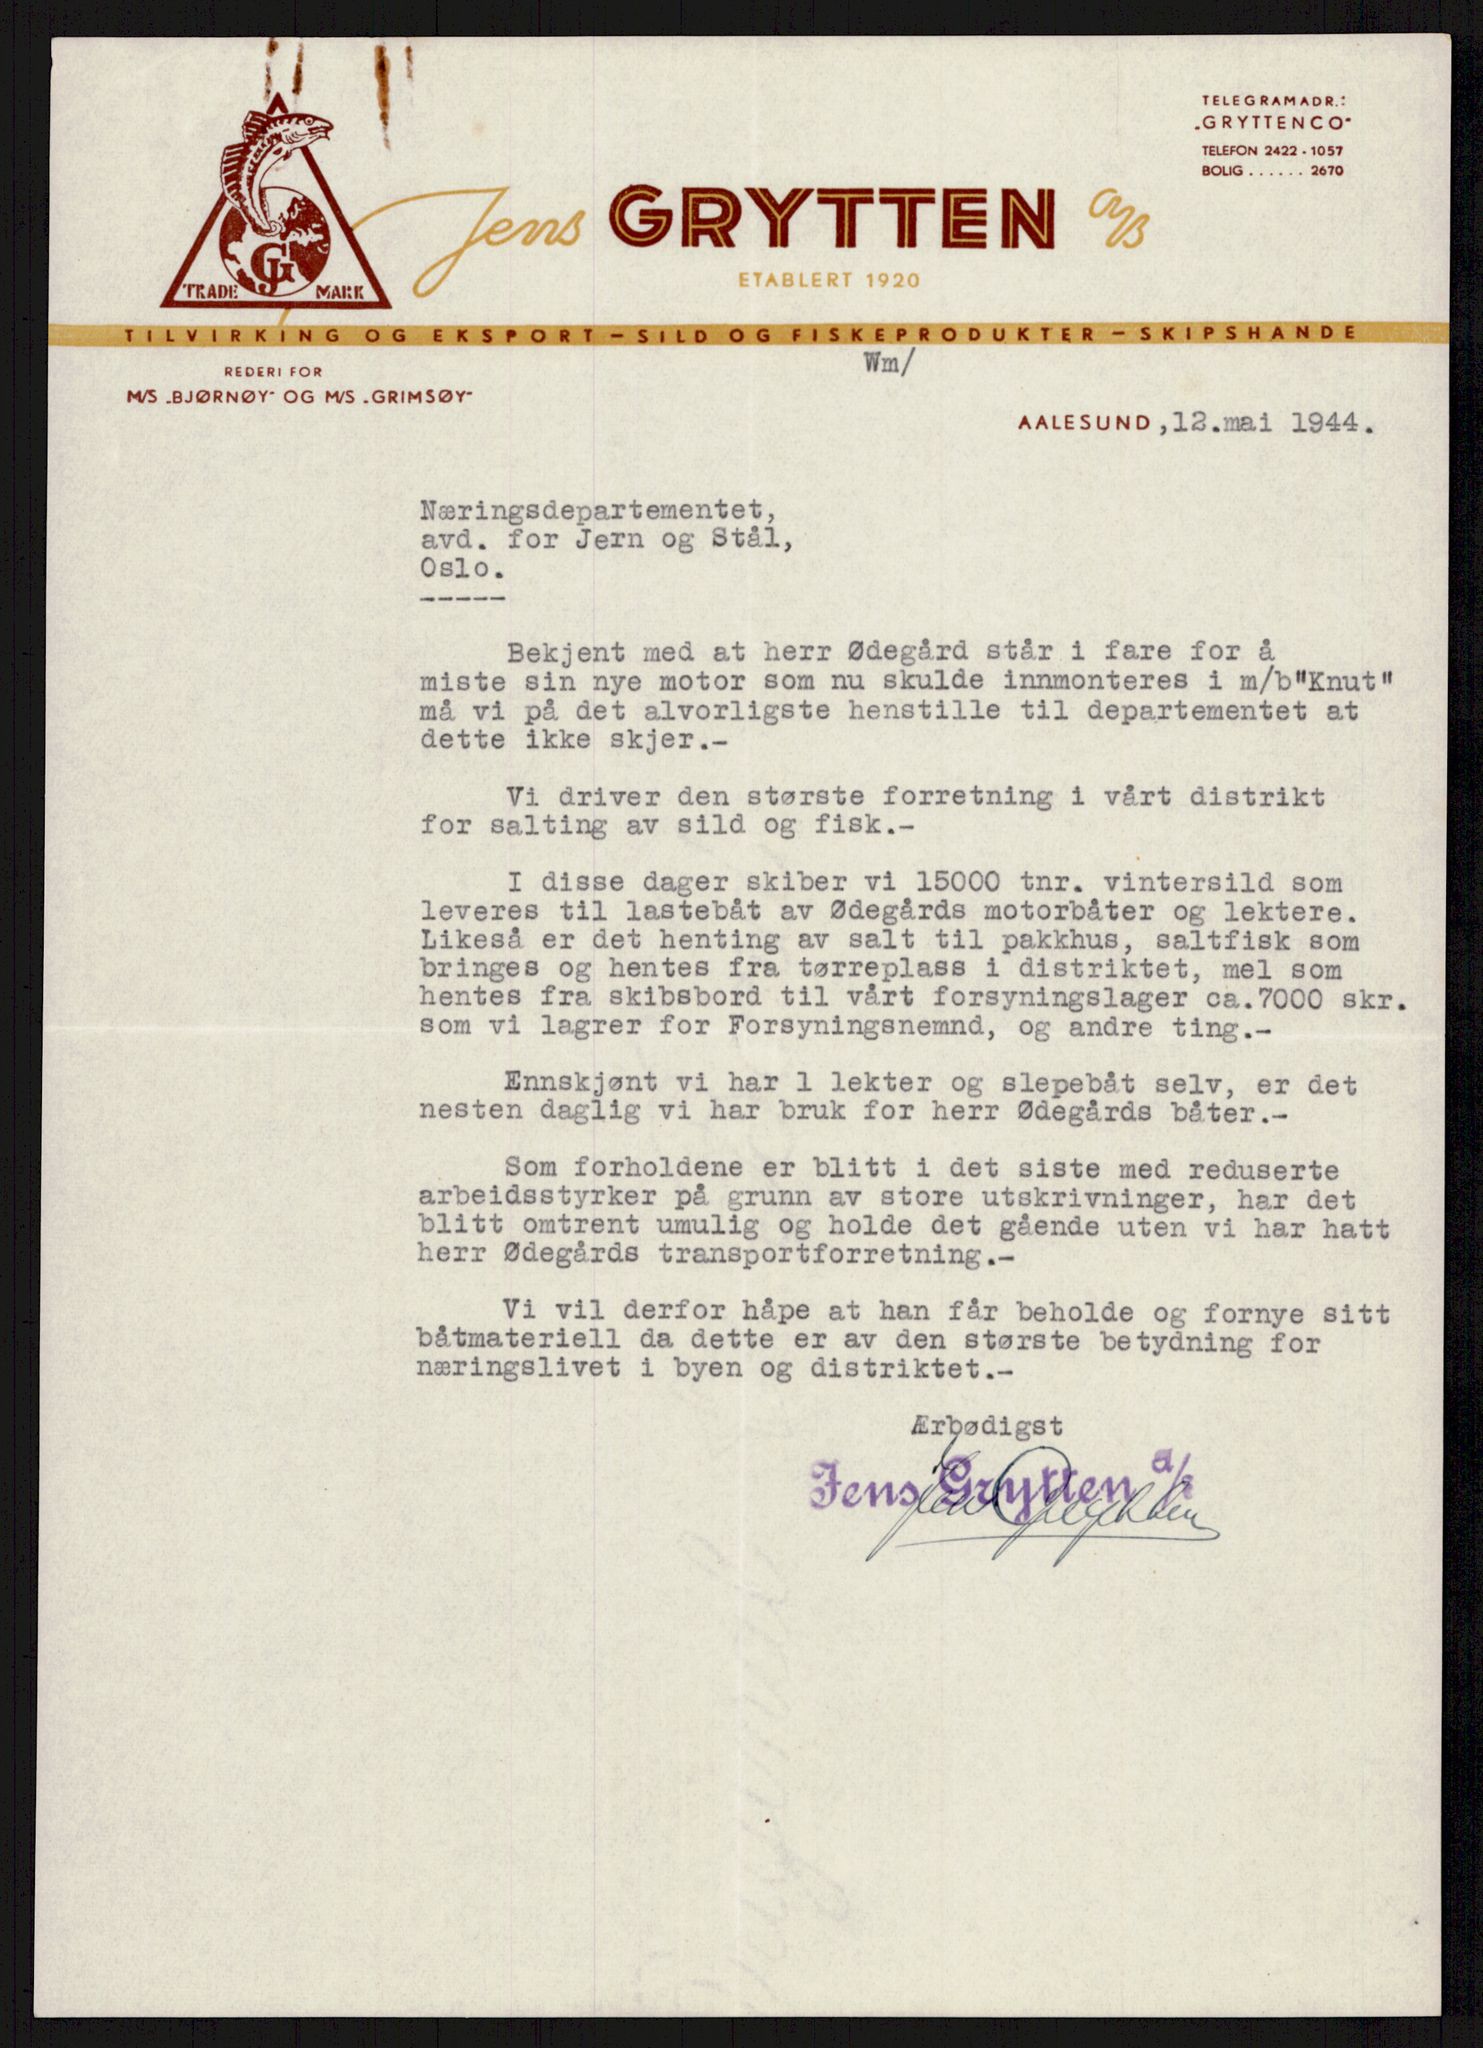 TELEGRAMADR.:
„GRYTTENCO"
TELEFON 2422 - 1057
BOLIG ...... 2670
Jens GRYTTEN A/S
ETABLERT 1920
GJ
TRADE MARK
TILVIRKING OG EKSPORT - SILD OG FISKEPRODUKTER - SKIPSHANDE
Wm/
REDERI FOR
M/S „BJØRNØY" OG M/S „GRIMSØY"
AALESUND, 12.mai 1944.
Næringsdepartementet,
avd. for Jern og Stål,
Oslo.
-----
Bekjent med at herr Ødegård står i fare for å
miste sin nye motor som nu skulde innmonteres i m/b"Knut"
må vi på det alvorligste henstille til departementet at
dette ikke skjer.-
Vi driver den største forretning i vårt distrikt
for salting av sild og fisk.-
I disse dager skiber vi 15000 tnr. vintersild som
leveres til lastebåt av Ødegårds motorbåter og lektere.
Likeså er det henting av salt til pakkhus, saltfisk som
bringes og hentes fra tørreplass i distriktet, mel som
hentes fra skibsbord til vårt forsyningslager ca.7000 skr.
som vi lagrer for Forsyningsnemnd, og andre ting.-
Ennskjønt vi har 1 lekter og slepebåt selv, er det
nesten daglig vi har bruk for herr Ødegårds båter.-
Som forholdene er blitt i det siste med reduserte
arbeidsstyrker på grunn av store utskrivninger, har det
blitt omtrent umulig og holde det gående uten vi har hatt
herr Ødegårds transportforretning.-
Vi vil derfor håpe at han får beholde og fornye sitt
båtmateriell da dette er av den største betydning for
næringslivet i byen og distriktet.-
Ærbødigst
Jens Grytten a/s
Jens Grytten